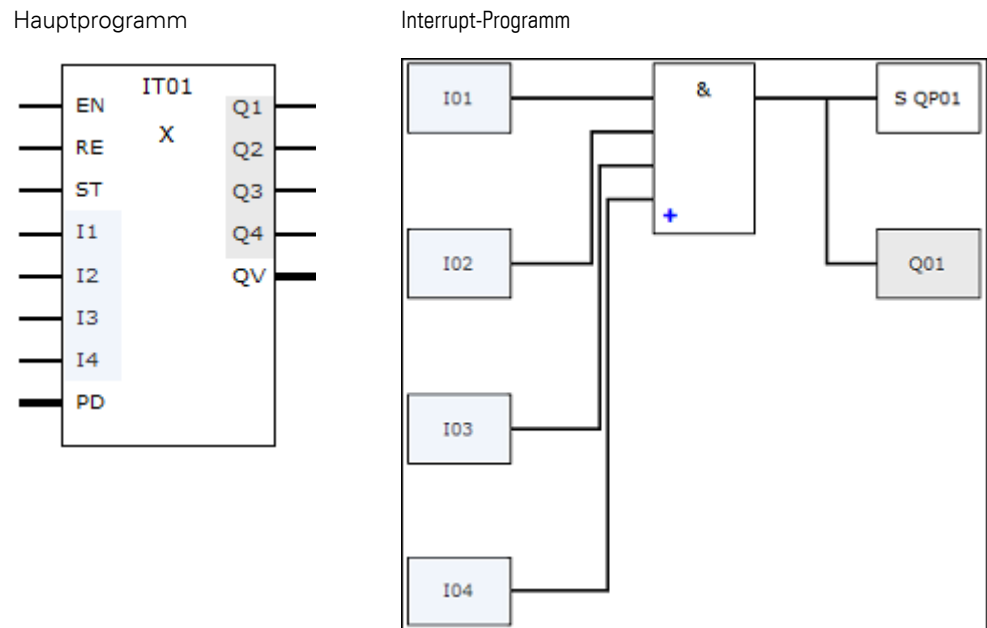 Hauptprogramm
Interrupt-Programm
IT01
X
EN
RE
ST
I1
I2
I3
I4
PD
Q1
Q2
Q3
Q4
QV
I01
I02
I03
I04
&
+
S QP01
Q01